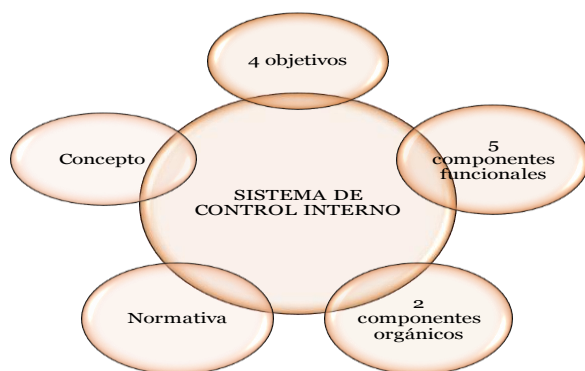 4 objetivos
5
componentes
funcionales
2
componentes
orgánicos
Normativa
Concepto
SISTEMA DE
CONTROL INTERNO